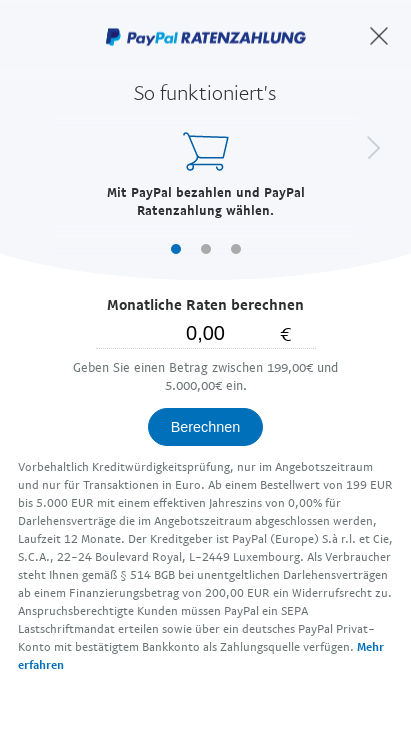 PayPal RATENZAHLUNG
So funktioniert's
Mit PayPal bezahlen und PayPal
Ratenzahlung wählen.
Monatliche Raten berechnen
0,00 €
Geben Sie einen Betrag zwischen 199,00€ und
5.000,00€ ein.
Berechnen
Vorbehaltlich Kreditwürdigkeitsprüfung, nur im Angebotszeitraum
und nur für Transaktionen in Euro. Ab einem Bestellwert von 199 EUR
bis 5.000 EUR mit einem effektiven Jahreszins von 0,00% für
Darlehensverträge die im Angebotszeitraum abgeschlossen werden,
Laufzeit 12 Monate. Der Kreditgeber ist PayPal (Europe) S.à r.l. et Cie,
S.C.A., 22-24 Boulevard Royal, L-2449 Luxembourg. Als Verbraucher
steht Ihnen gemäß § 514 BGB bei unentgeltlichen Darlehensverträgen
ab einem Finanzierungsbetrag von 200,00 EUR ein Widerrufsrecht zu.
Anspruchsberechtigte Kunden müssen PayPal ein SEPA
Lastschriftmandat erteilen sowie über ein deutsches PayPal Privat-
Konto mit bestätigtem Bankkonto als Zahlungsquelle verfügen. Mehr
erfahren